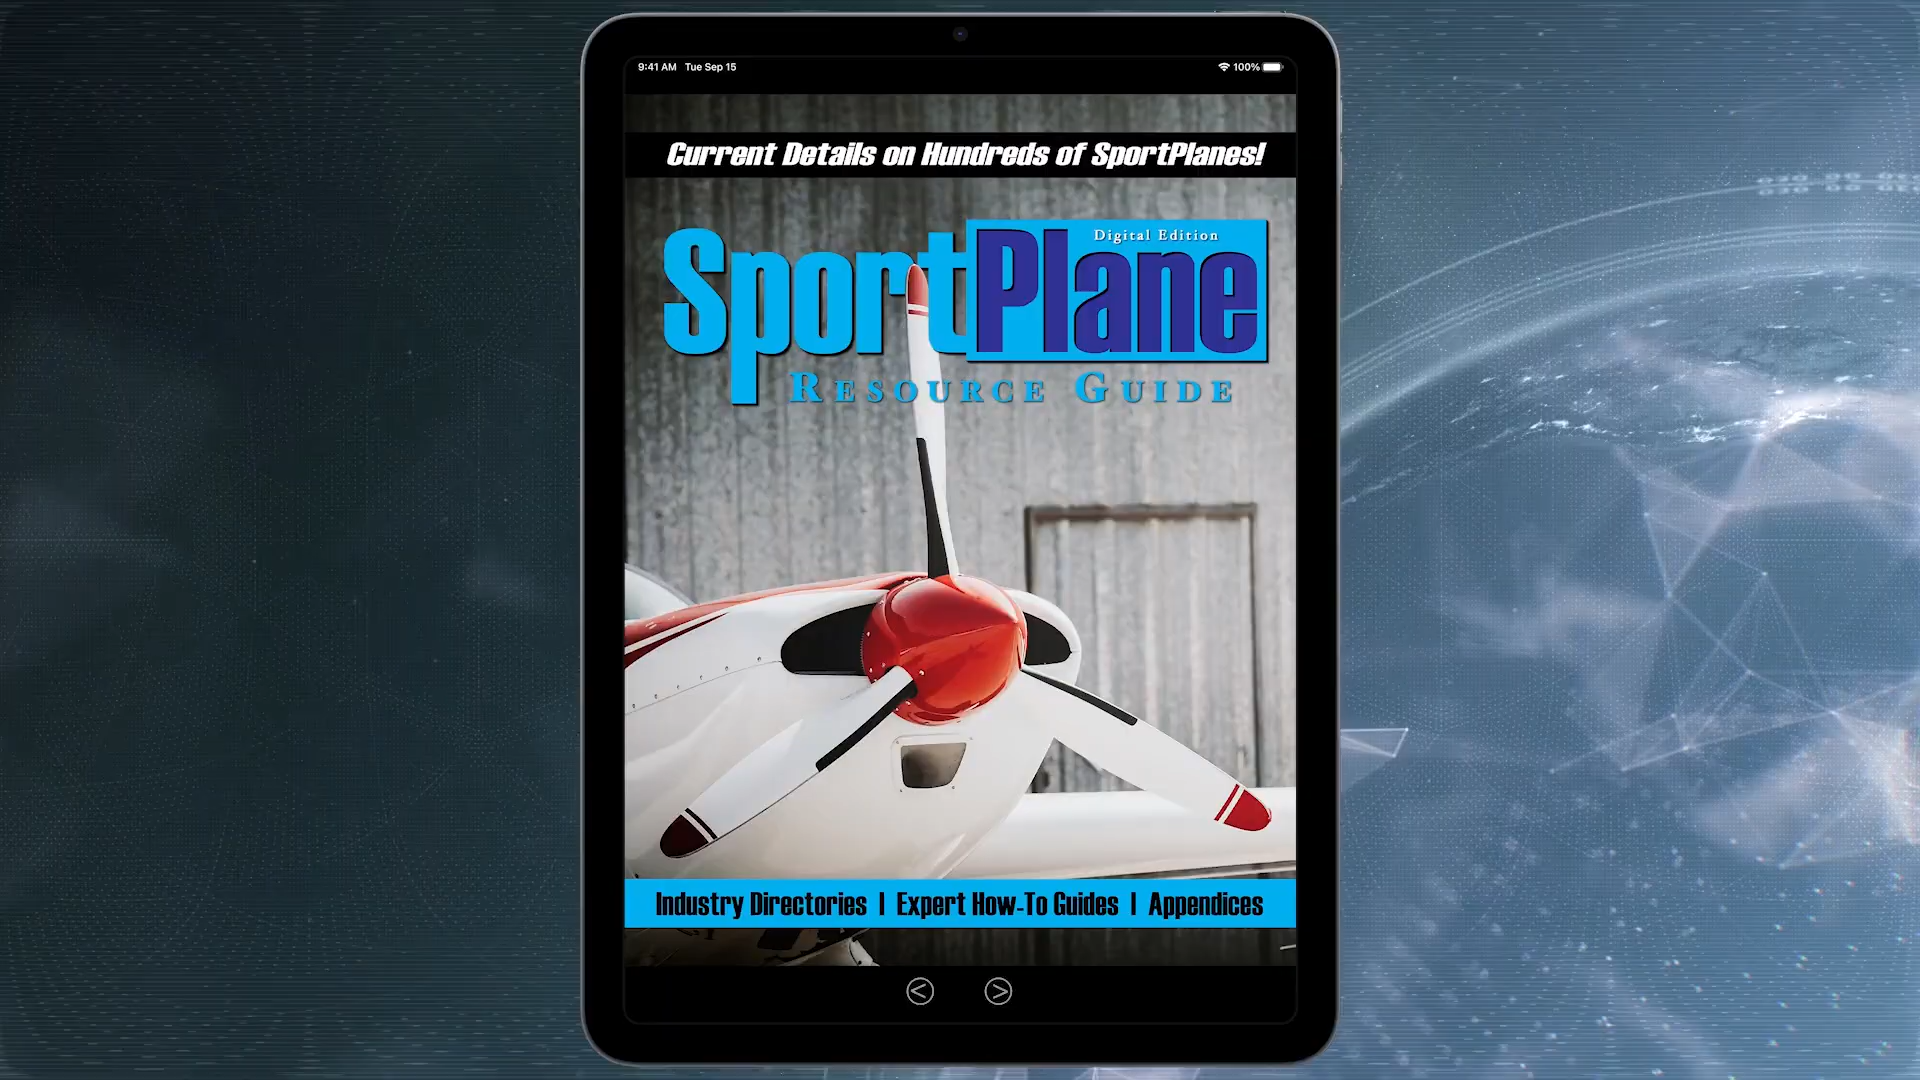 9:41 AM Tue Sep 15
100%
Current Details on Hundreds of SportPlanes!
Digital Edition
SportPlane
Resource Guide
Industry Directories | Expert How-To Guides | Appendices